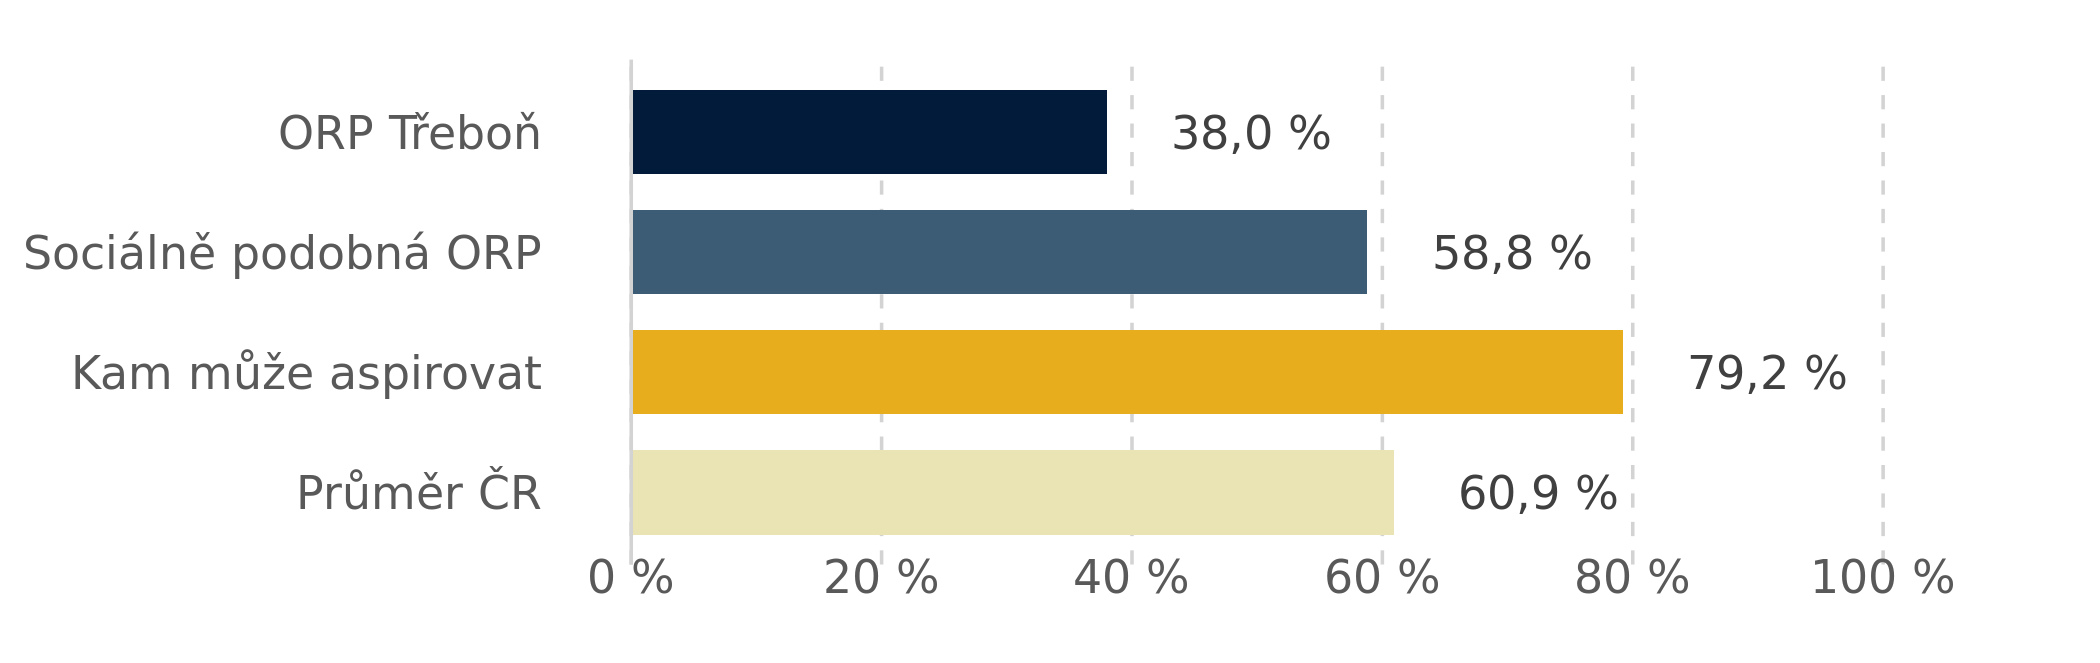 ORP Třeboň 38,0 %
Sociálně podobná ORP 58,8 %
Kam může aspirovat 79,2 %
Průměr ČR 60,9 %
0 % 20 % 40 % 60 % 80 % 100 %